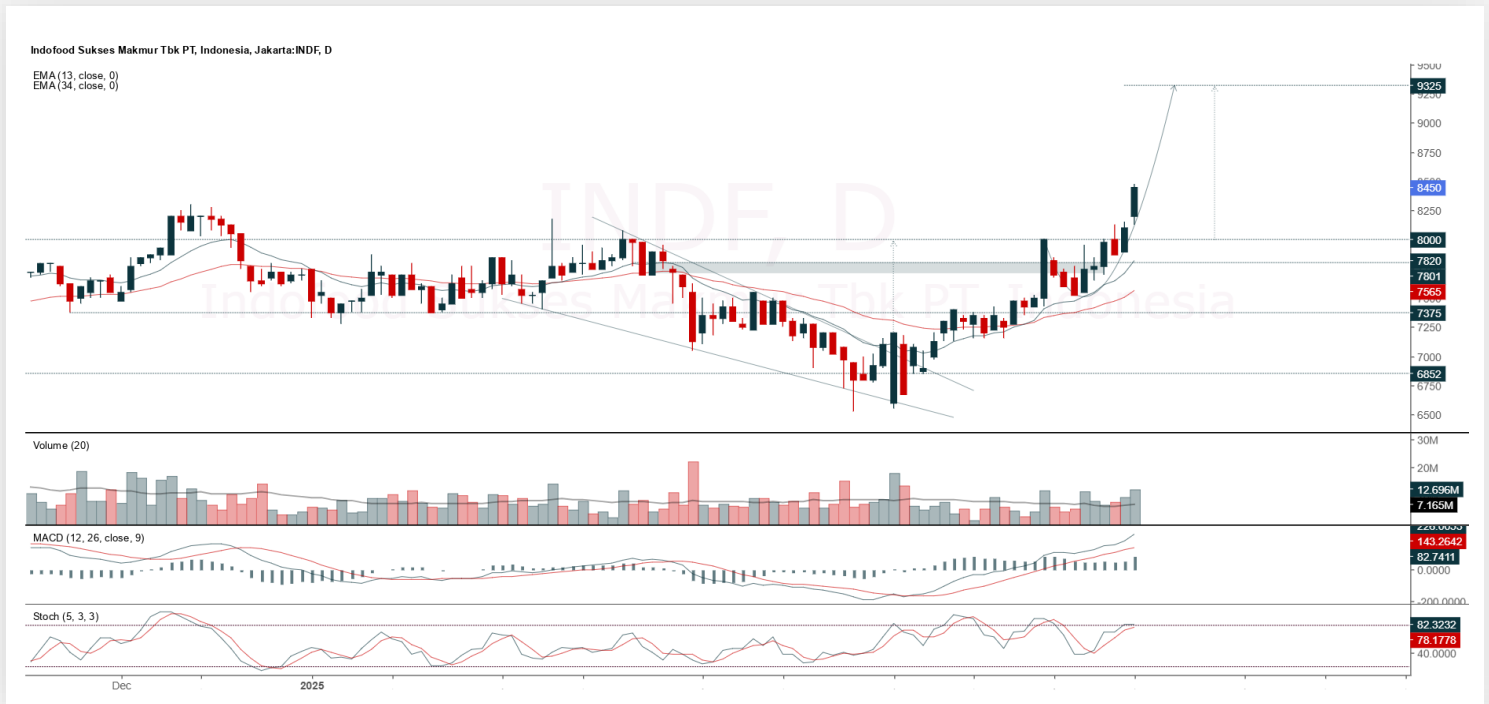 Indofood Sukses Makmur Tbk PT, Indonesia, Jakarta:INDF, D
EMA (13, close, 0)
EMA (34, close, 0)
INDF, D
9500
9325
9250
9000
8750
8450
8250
8000
7820
7801
7565
7500
7375
7250
7000
6852
6750
6500
Volume (20)
30M
20M
12.696M
7.165M
MACD (12, 26, close, 9)
143.2642
82.7411
0.0000
-200.0000
Stoch (5, 3, 3)
82.3232
78.1778
40.0000
Dec
2025